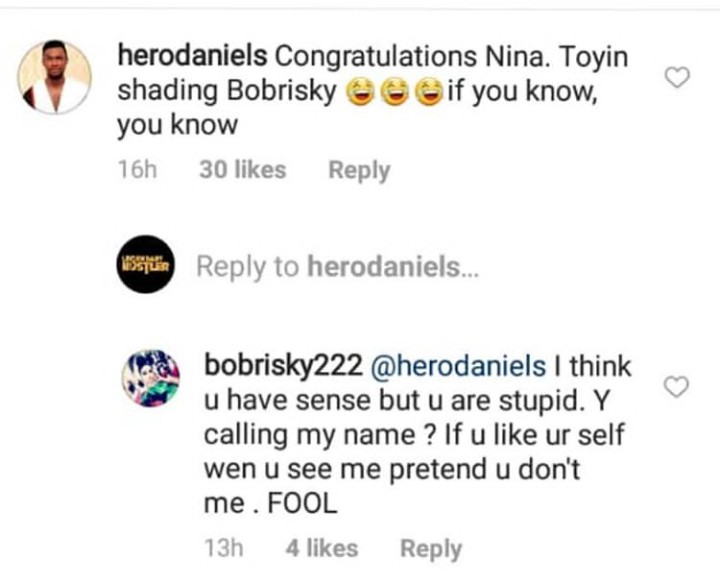 herodaniels Congratulations Nina. Toyin
shading Bobrisky 😂😂😂if you know,
you know
16h 30 likes Reply
LEGENDARY
HUSTLER
Reply to herodaniels...
bobrisky222 @herodaniels I think
u have sense but u are stupid. Y
calling my name ? If u like ur self
wen u see me pretend u don't
me . FOOL
13h 4 likes Reply